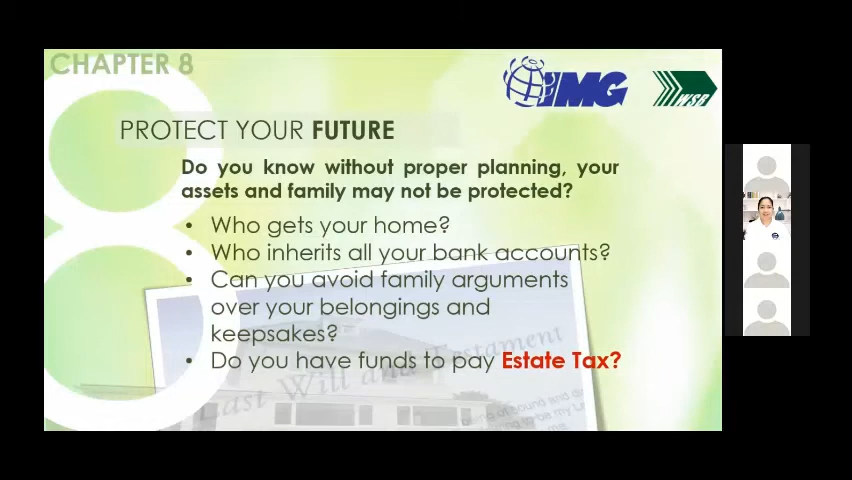 CHAPTER 8
IMG
WSB
8
PROTECT YOUR FUTURE
Do you know without proper planning, your
assets and family may not be protected?
• Who gets your home?
• Who inherits all your bank accounts?
• Can you avoid family arguments
over your belongings and
keepsakes?
• Do you have funds to pay Estate Tax?
Last Will and Testament